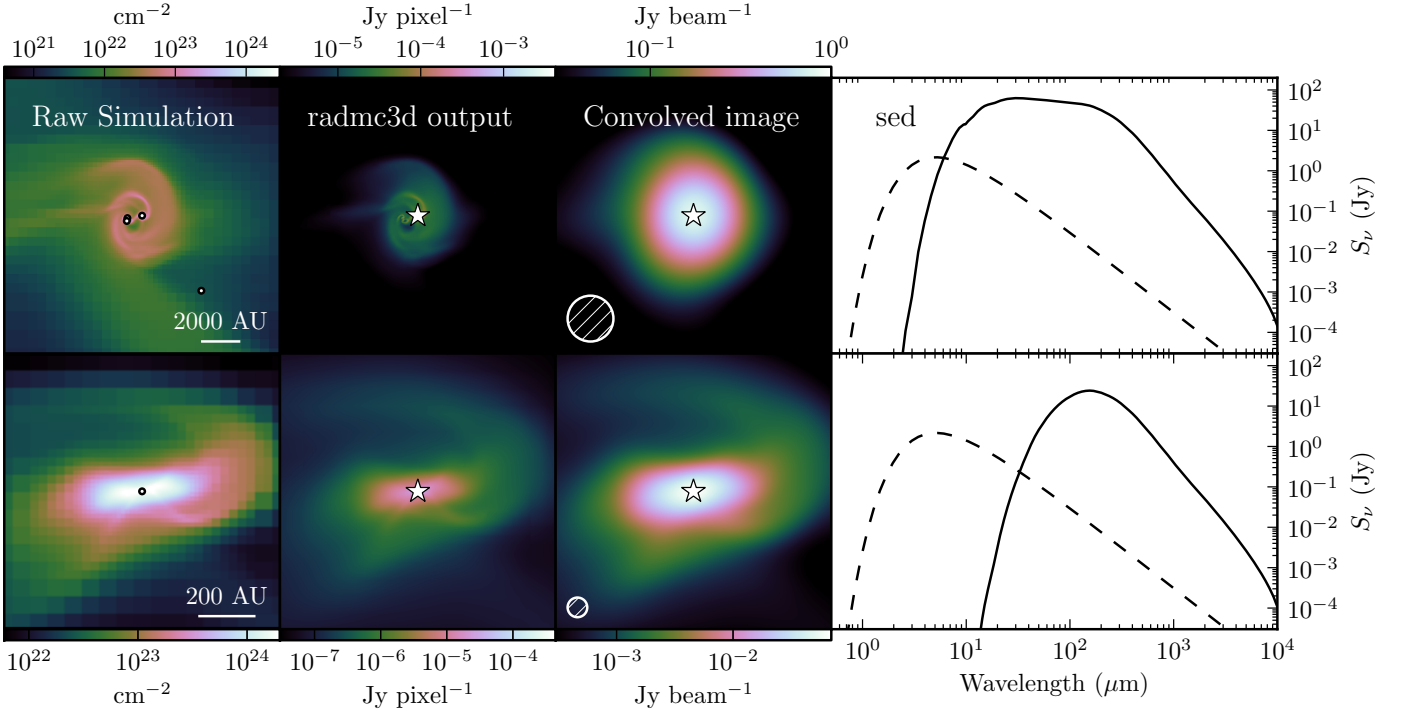 cm⁻² Jy pixel⁻¹ Jy beam⁻¹
10²¹ 10²² 10²³ 10²⁴ 10⁻⁵ 10⁻⁴ 10⁻³ 10⁻¹ 10⁰
Raw Simulation radmc3d output Convolved image sed
2000 AU
10² 10¹ 10⁰ 10⁻¹ 10⁻² 10⁻³ 10⁻⁴
S_ν (Jy)
200 AU
10² 10¹ 10⁰ 10⁻¹ 10⁻² 10⁻³ 10⁻⁴
S_ν (Jy)
10⁰ 10¹ 10² 10³ 10⁴
Wavelength (μm)
10²² 10²³ 10²⁴ 10⁻⁷ 10⁻⁶ 10⁻⁵ 10⁻⁴ 10⁻³ 10⁻²
cm⁻² Jy pixel⁻¹ Jy beam⁻¹